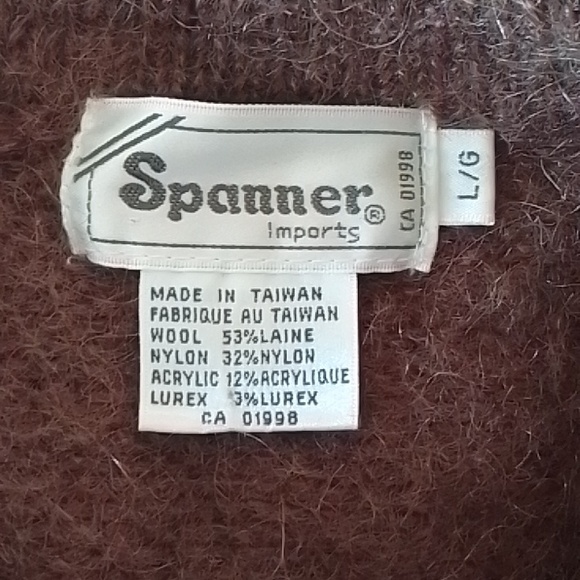 Spanner®
Imports
CA 01998
L/G
MADE IN TAIWAN
FABRIQUE AU TAIWAN
WOOL 53%LAINE
NYLON 32%NYLON
ACRYLIC 12%ACRYLIQUE
LUREX 3%LUREX
CA 01998